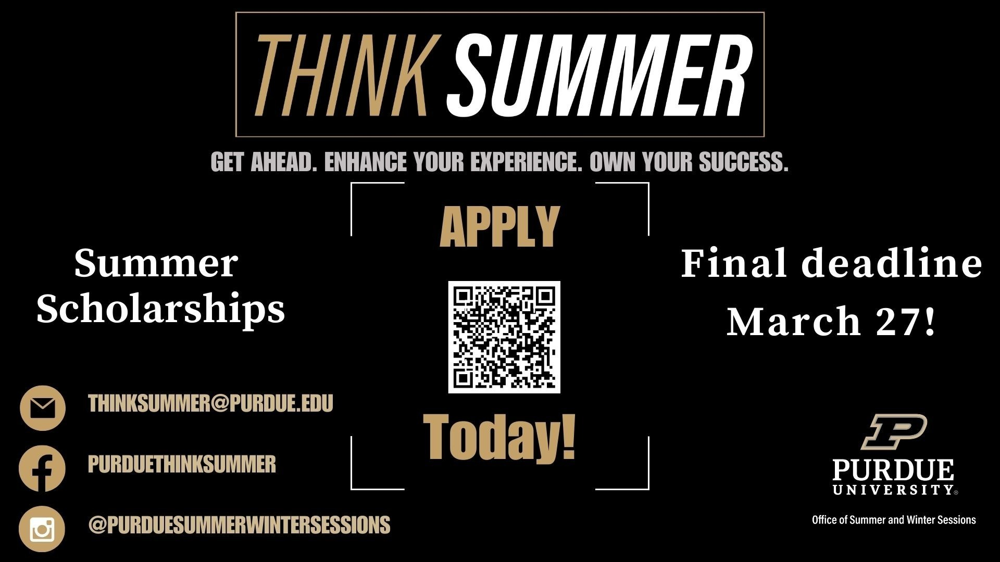 THINK SUMMER
GET AHEAD. ENHANCE YOUR EXPERIENCE. OWN YOUR SUCCESS.
APPLY
Summer
Scholarships
Final deadline
March 27!
Today!
THINKSUMMER@PURDUE.EDU
PURDUETHINKSUMMER
@PURDUESUMMERWINTERSESSIONS
P
PURDUE
UNIVERSITY®
Office of Summer and Winter Sessions